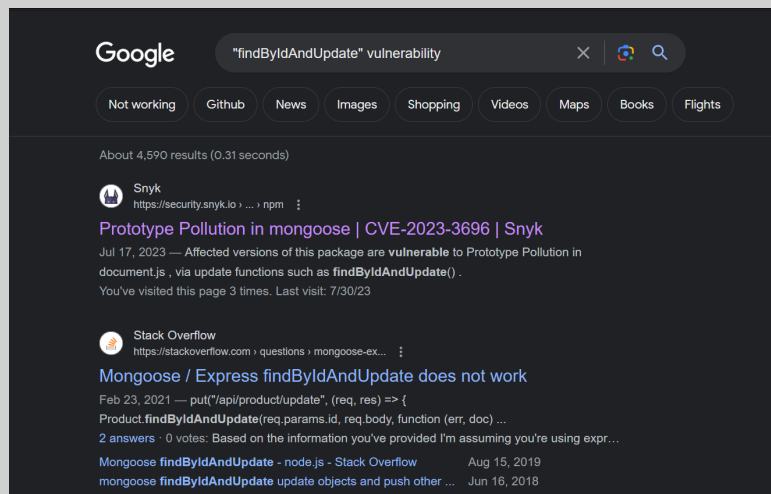 Google
"findByIdAndUpdate" vulnerability
Not working Github News Images Shopping Videos Maps Books Flights
About 4,590 results (0.31 seconds)
Snyk
https://security.snyk.io › ... › npm
Prototype Pollution in mongoose | CVE-2023-3696 | Snyk
Jul 17, 2023 — Affected versions of this package are vulnerable to Prototype Pollution in
document.js , via update functions such as findByIdAndUpdate() .
You've visited this page 3 times. Last visit: 7/30/23
Stack Overflow
https://stackoverflow.com › questions › mongoose-ex...
Mongoose / Express findByIdAndUpdate does not work
Feb 23, 2021 — put("/api/product/update", (req, res) => {
Product.findByIdAndUpdate(req.params.id, req.body, function (err, doc) ...
2 answers · 0 votes: Based on the information you've provided I'm assuming you're using expr…
Mongoose findByIdAndUpdate - node.js - Stack Overflow Aug 15, 2019
mongoose findByIdAndUpdate update objects and push other ... Jun 16, 2018